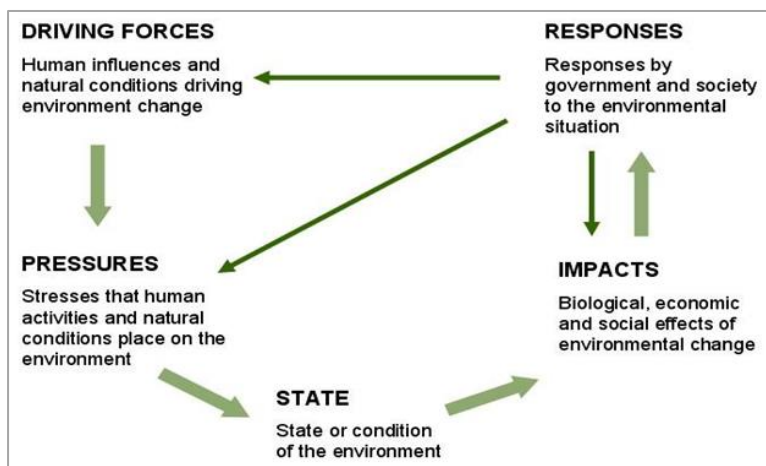 DRIVING FORCES
Human influences and
natural conditions driving
environment change
RESPONSES
Responses by
government and society
to the environmental
situation
PRESSURES
Stresses that human
activities and natural
conditions place on the
environment
IMPACTS
Biological, economic
and social effects of
environmental change
STATE
State or condition
of the environment